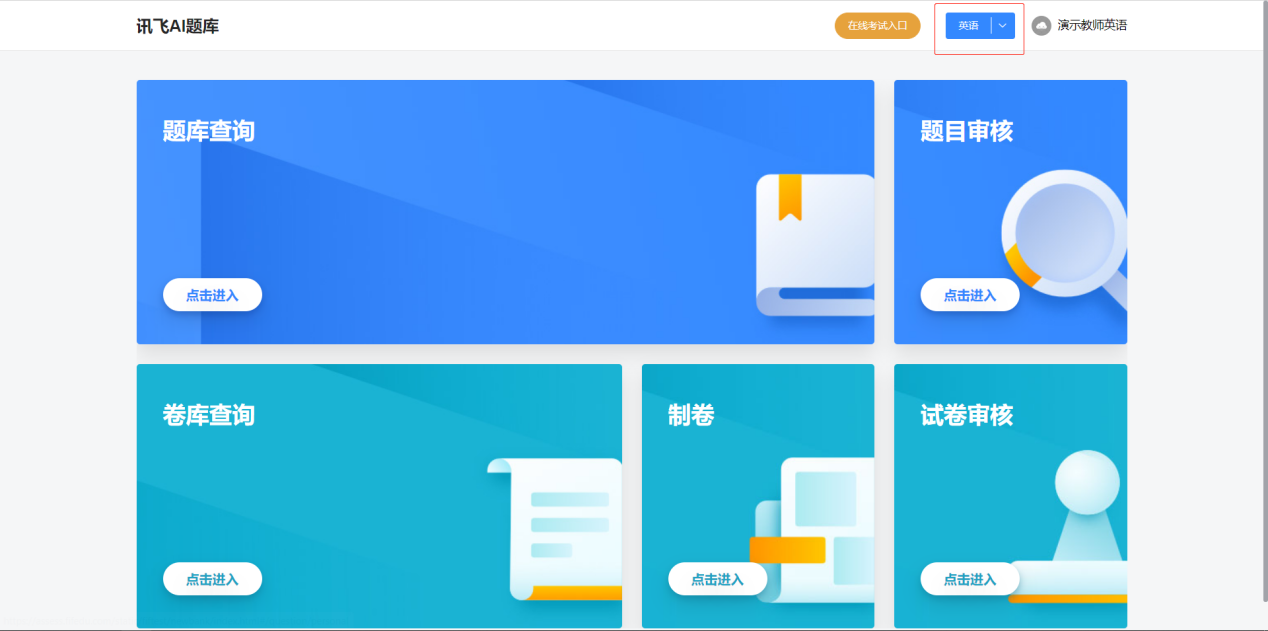 讯飞AI题库
在线考试入口
英语
演示教师英语
题库查询
点击进入
题目审核
点击进入
卷库查询
点击进入
制卷
点击进入
试卷审核
点击进入